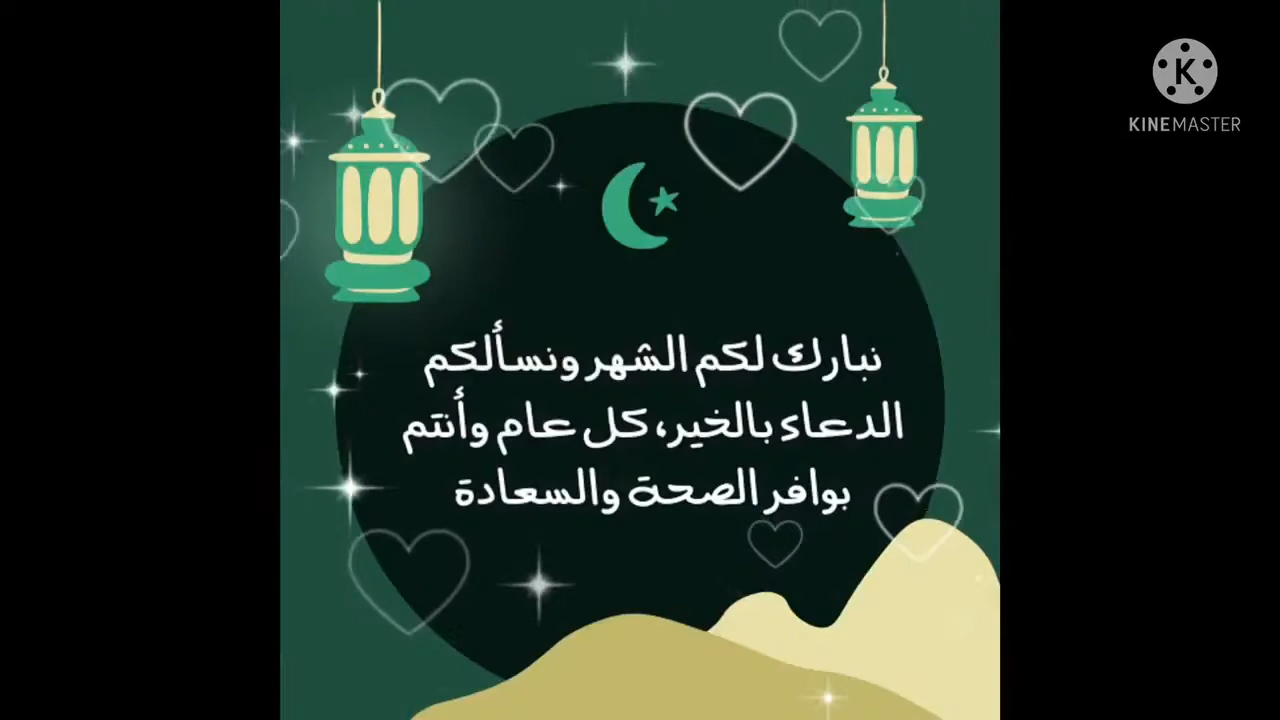 نبارك لكم الشهر ونسألكم
الدعاء بالخير، كل عام وأنتم
بوافر الصحة والسعادة
K
KINEMASTER